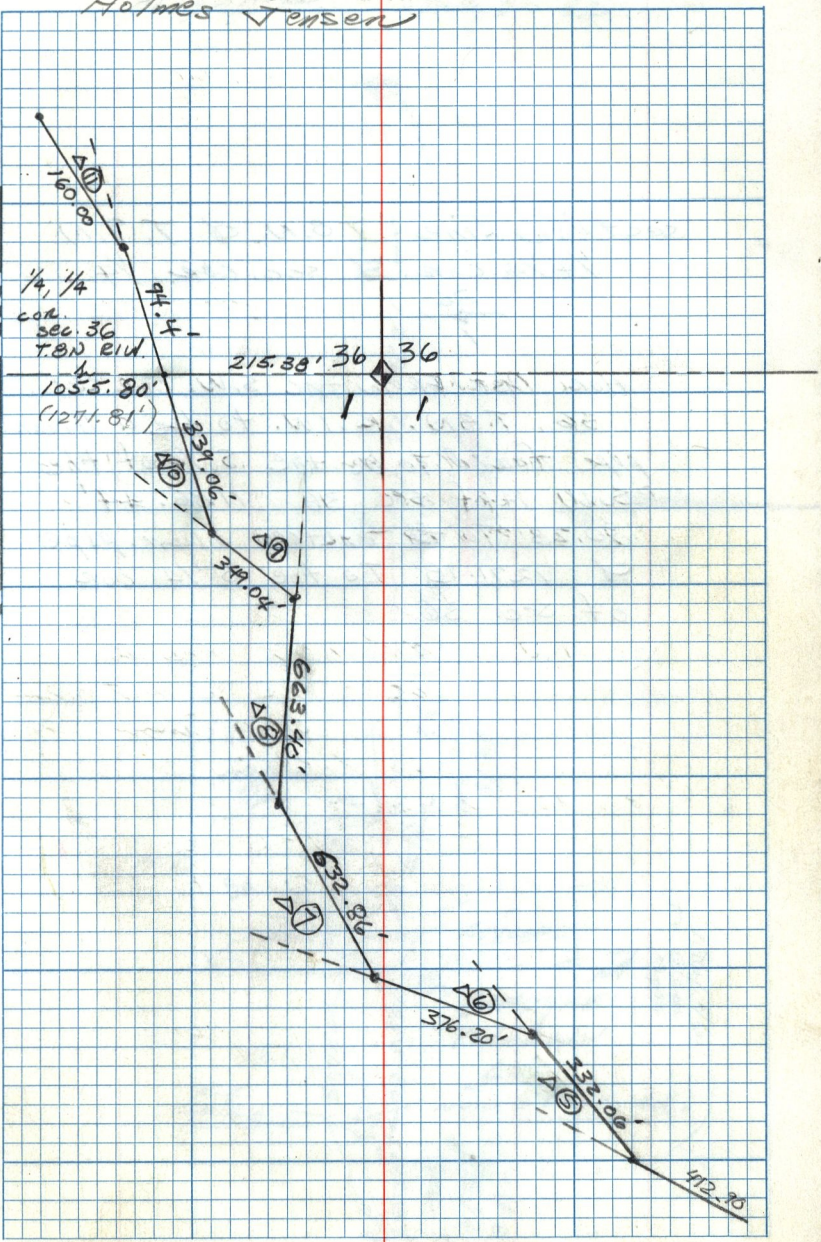 Holmes Jensen
Δ⑪
160.00
94.4-
1/4, 1/4
cor.
sec. 36
T.8N R1W.
1055.80'
(1271.81')
215.38'
36 36
1 1
339.06'
Δ⑩
Δ⑨
349.04'
663.40'
Δ⑧
632.86'
Δ⑦
Δ⑥
376.20'
332.06'
Δ⑤
412.90